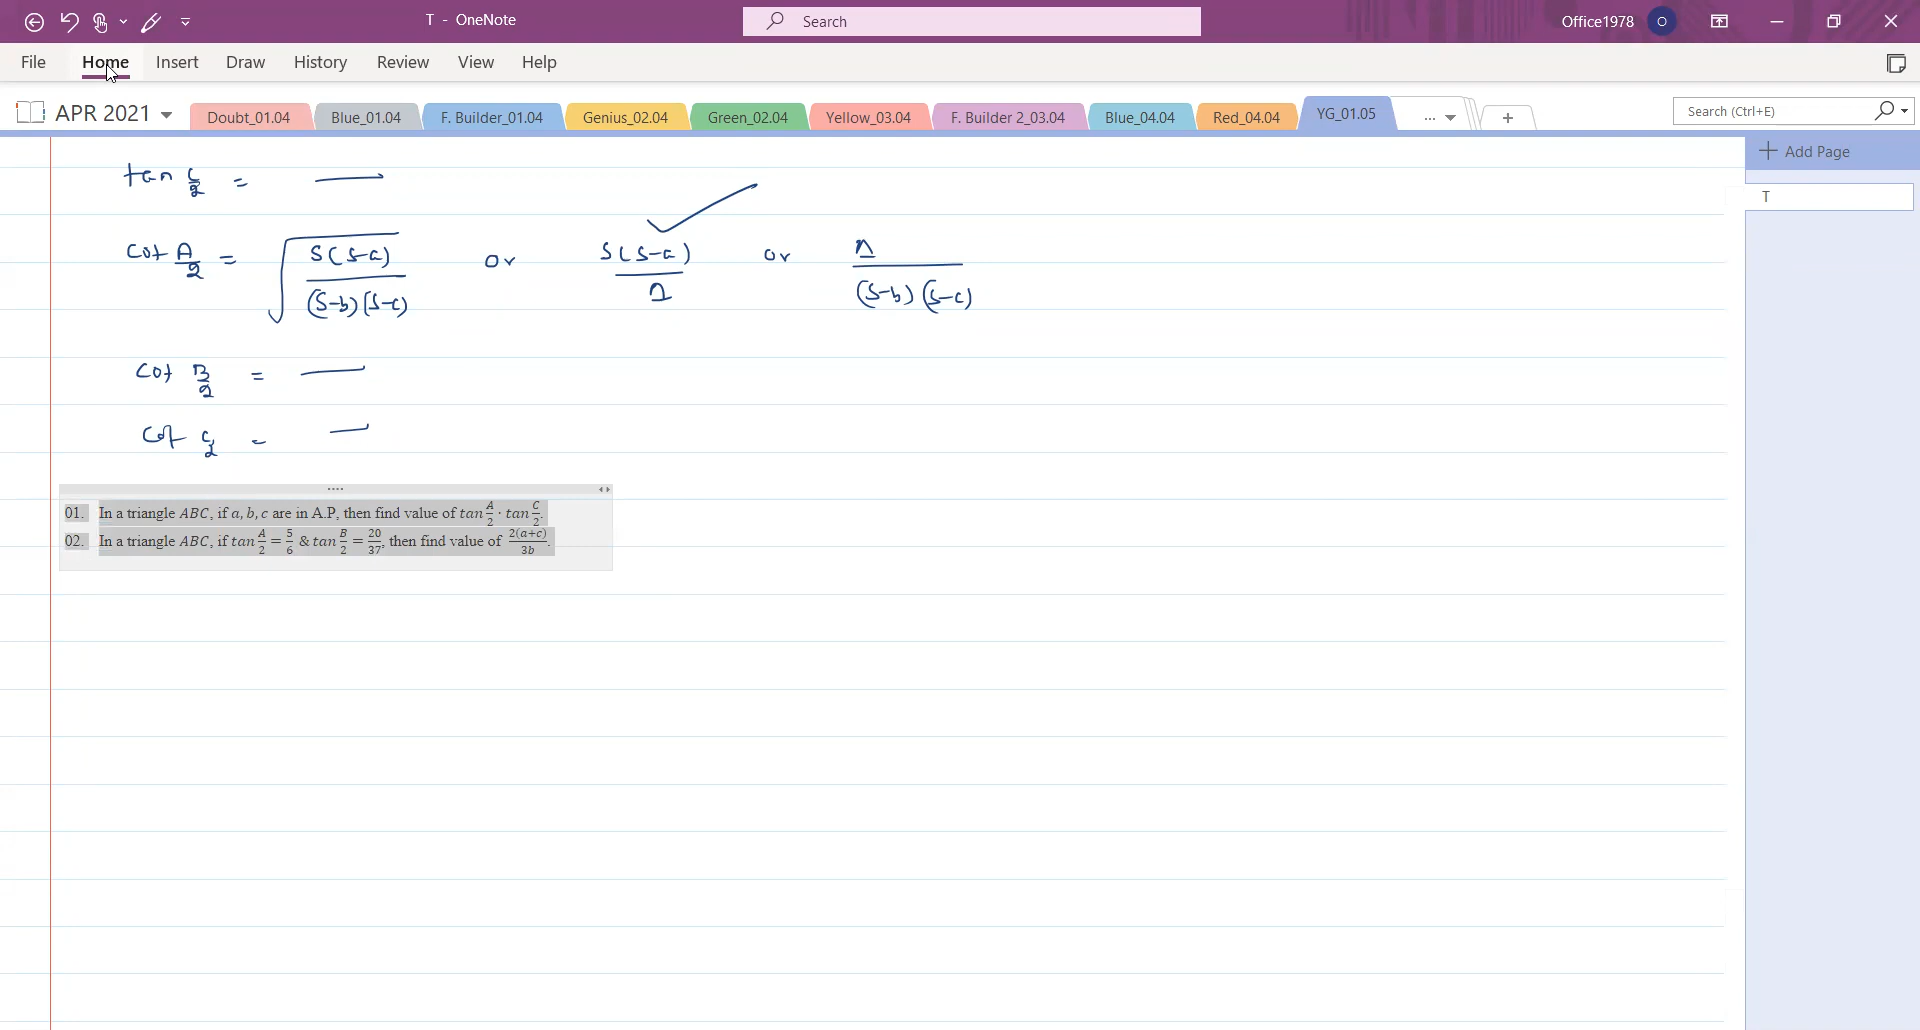 T - OneNote
Search
Office1978
O
File Home Insert Draw History Review View Help
APR 2021
Doubt_01.04 Blue_01.04 F. Builder_01.04 Genius_02.04 Green_02.04 Yellow_03.04 F. Builder 2_03.04 Blue_04.04 Red_04.04 YG_01.05 ... +
Search (Ctrl+E)
Add Page
T
tan C/2 =
cot A/2 = √(s(s-a)/((s-b)(s-c))) or s(s-a)/Δ or Δ/((s-b)(s-c))
cot B/2 =
cot C/2 =
01. In a triangle ABC, if a, b, c are in A.P, then find value of tan A/2 · tan C/2.
02. In a triangle ABC, if tan A/2 = 5/6 & tan B/2 = 20/37, then find value of 2(a+c)/3b.